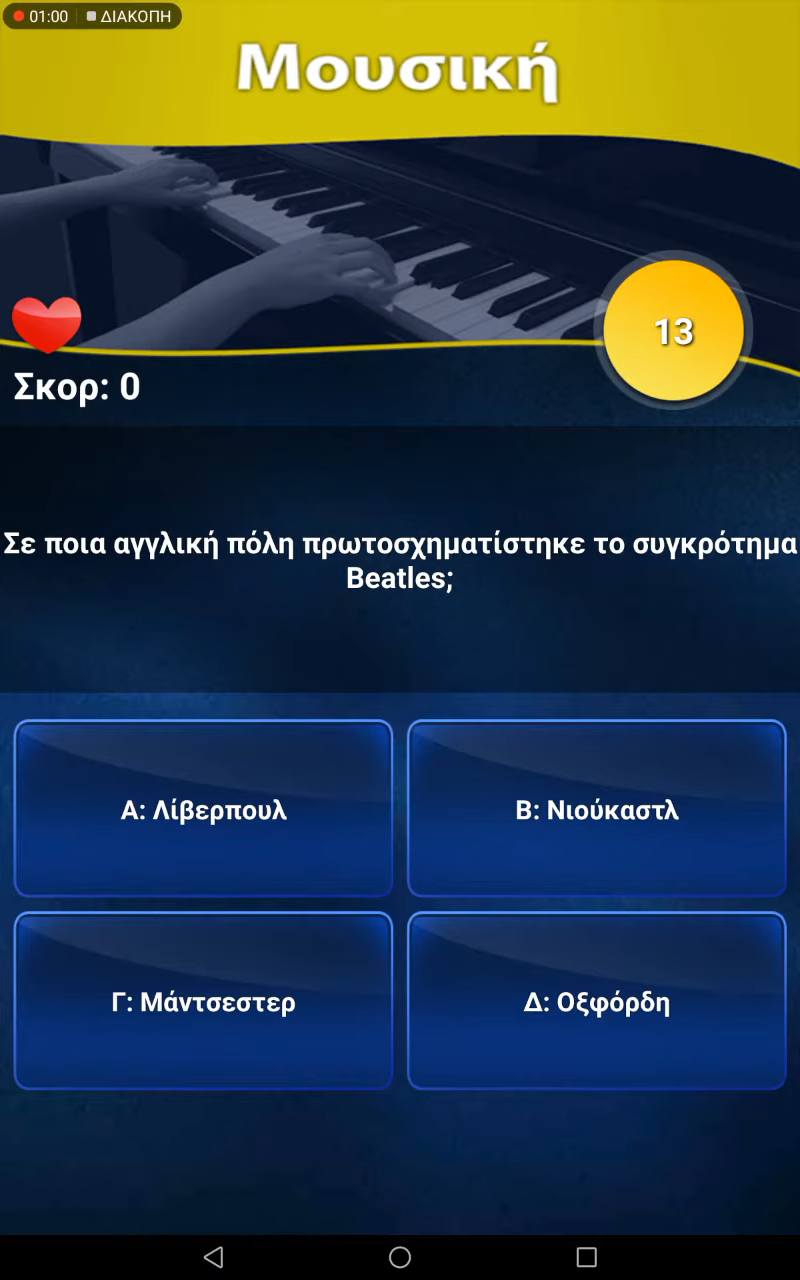 01:00 ΔΙΑΚΟΠΗ
Μουσική
13
Σκορ: 0
Σε ποια αγγλική πόλη πρωτοσχηματίστηκε το συγκρότημα
Beatles;
Α: Λίβερπουλ
Β: Νιούκαστλ
Γ: Μάντσεστερ
Δ: Οξφόρδη